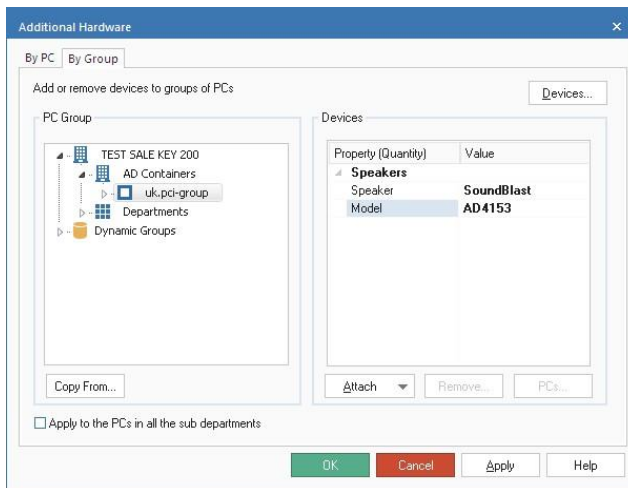 Additional Hardware
By PC By Group
Add or remove devices to groups of PCs
Devices...
PC Group
TEST SALE KEY 200
AD Containers
uk.pci-group
Departments
Dynamic Groups
Copy From...
Devices
Property (Quantity) Value
Speakers
Speaker SoundBlast
Model AD4153
Attach Remove... PCs...
Apply to the PCs in all the sub departments
OK Cancel Apply Help